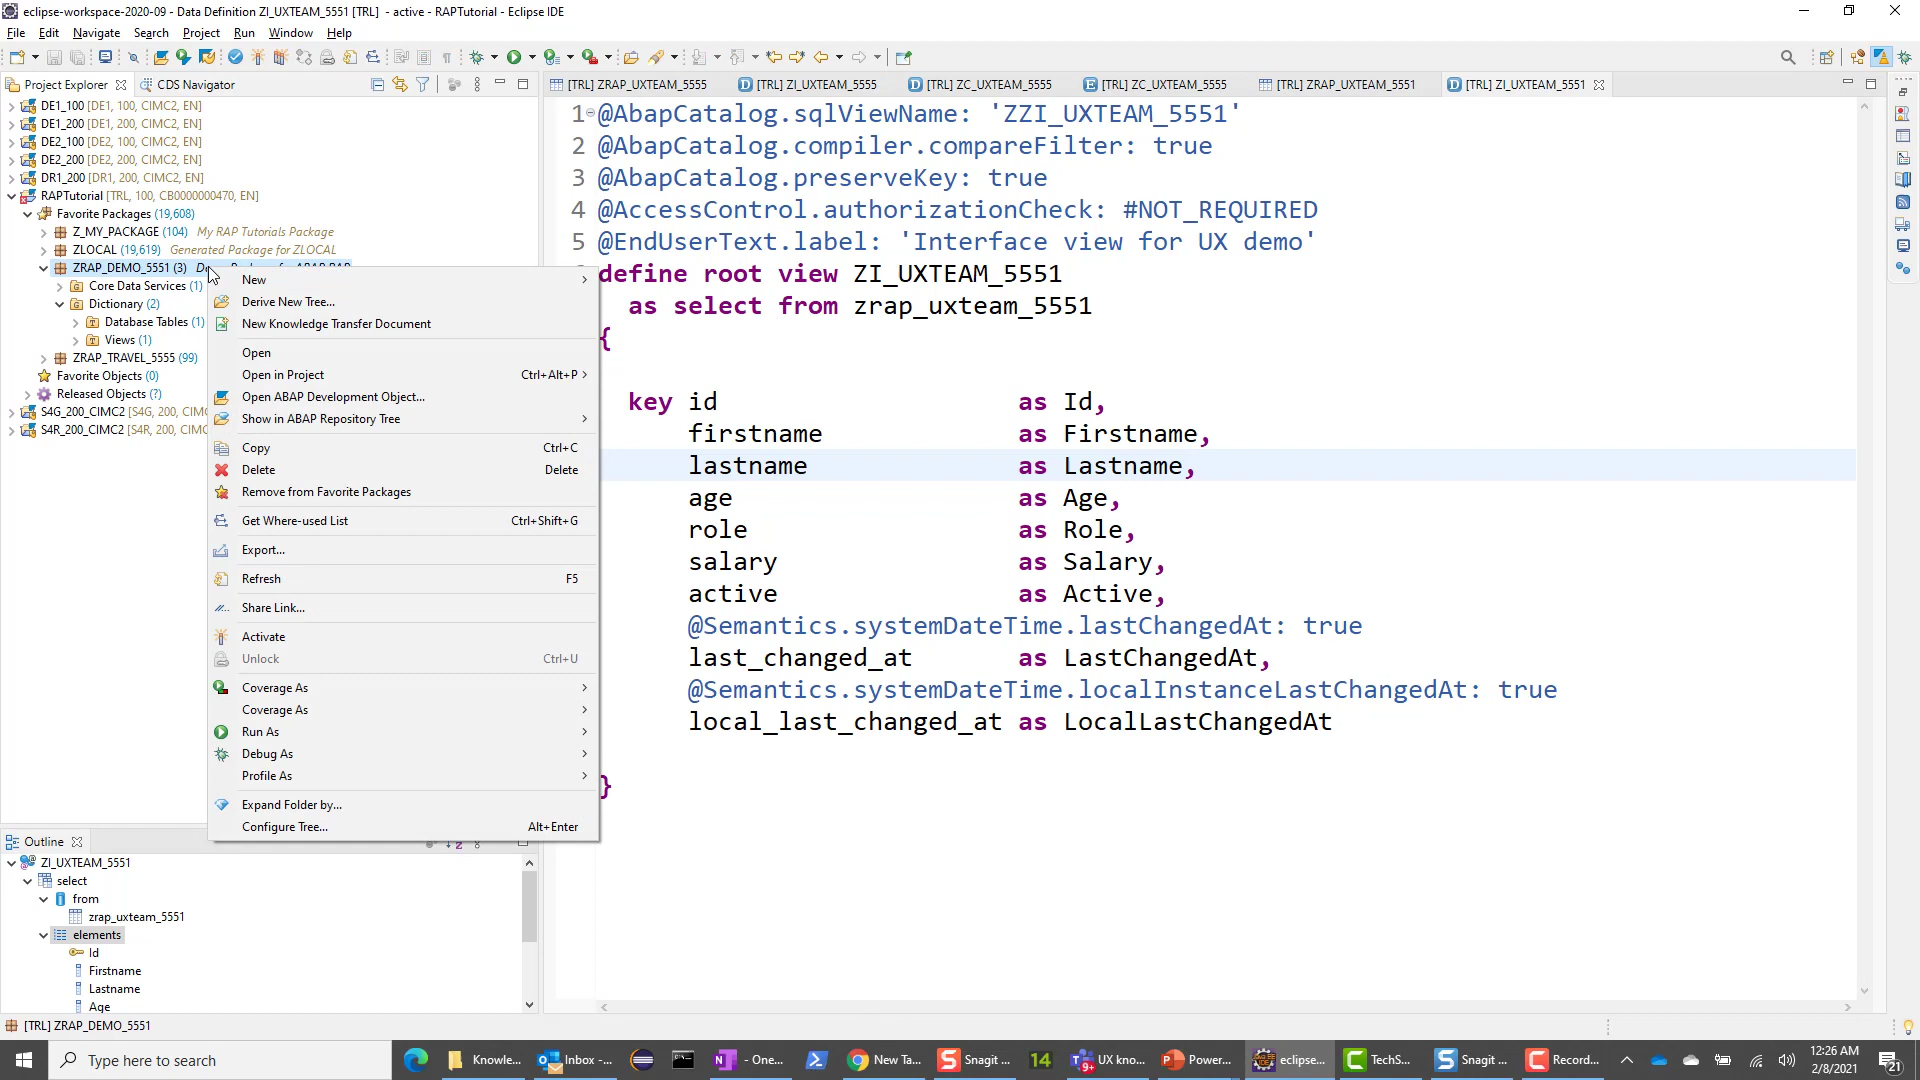 eclipse-workspace-2020-09 - Data Definition ZI_UXTEAM_5551 [TRL] - active - RAPTutorial - Eclipse IDE
File Edit Navigate Search Project Run Window Help
Project Explorer CDS Navigator
[TRL] ZRAP_UXTEAM_5555 [TRL] ZI_UXTEAM_5555 [TRL] ZC_UXTEAM_5555 [TRL] ZC_UXTEAM_5555 [TRL] ZRAP_UXTEAM_5551 [TRL] ZI_UXTEAM_5551
DE1_100 [DE1, 100, CIMC2, EN]
DE1_200 [DE1, 200, CIMC2, EN]
DE2_100 [DE2, 100, CIMC2, EN]
DE2_200 [DE2, 200, CIMC2, EN]
DR1_200 [DR1, 200, CIMC2, EN]
RAPTutorial [TRL, 100, CB0000000470, EN]
Favorite Packages (19,608)
Z_MY_PACKAGE (104) My RAP Tutorials Package
ZLOCAL (19,619) Generated Package for ZLOCAL
ZRAP_DEMO_5551 (3)
Core Data Services (1)
Dictionary (2)
Database Tables (1)
Views (1)
ZRAP_TRAVEL_5555 (99)
Favorite Objects (0)
Released Objects (?)
S4G_200_CIMC2 [S4G, 200, CIMC
S4R_200_CIMC2 [S4R, 200, CIMC
New
Derive New Tree...
New Knowledge Transfer Document
Open
Open in Project Ctrl+Alt+P
Open ABAP Development Object...
Show in ABAP Repository Tree
Copy Ctrl+C
Delete Delete
Remove from Favorite Packages
Get Where-used List Ctrl+Shift+G
Export...
Refresh F5
Share Link...
Activate
Unlock Ctrl+U
Coverage As
Coverage As
Run As
Debug As
Profile As
Expand Folder by...
Configure Tree... Alt+Enter
1 @AbapCatalog.sqlViewName: 'ZZI_UXTEAM_5551'
2 @AbapCatalog.compiler.compareFilter: true
3 @AbapCatalog.preserveKey: true
4 @AccessControl.authorizationCheck: #NOT_REQUIRED
5 @EndUserText.label: 'Interface view for UX demo'
define root view ZI_UXTEAM_5551
as select from zrap_uxteam_5551
{
key id as Id,
firstname as Firstname,
lastname as Lastname,
age as Age,
role as Role,
salary as Salary,
active as Active,
@Semantics.systemDateTime.lastChangedAt: true
last_changed_at as LastChangedAt,
@Semantics.systemDateTime.localInstanceLastChangedAt: true
local_last_changed_at as LocalLastChangedAt
}
Outline
ZI_UXTEAM_5551
select
from
zrap_uxteam_5551
elements
Id
Firstname
Lastname
Age
[TRL] ZRAP_DEMO_5551
Type here to search
Knowle... Inbox -... - One... New Ta... Snagit ... 14 UX kno... 9+ Power... eclipse... TechS... Snagit ... Record...
12:26 AM
2/8/2021
21